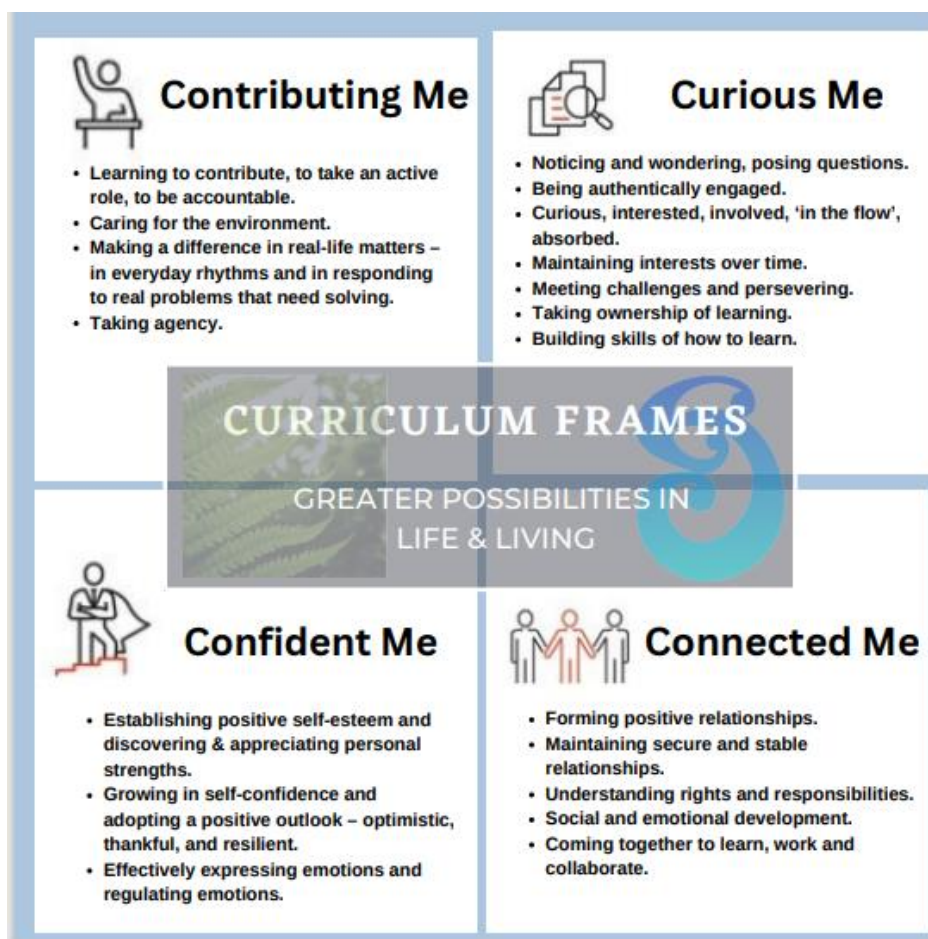 Contributing Me
• Learning to contribute, to take an active
role, to be accountable.
• Caring for the environment.
• Making a difference in real-life matters –
in everyday rhythms and in responding
to real problems that need solving.
• Taking agency.
Curious Me
• Noticing and wondering, posing questions.
• Being authentically engaged.
• Curious, interested, involved, ‘in the flow’,
absorbed.
• Maintaining interests over time.
• Meeting challenges and persevering.
• Taking ownership of learning.
• Building skills of how to learn.
CURRICULUM FRAMES
GREATER POSSIBILITIES IN
LIFE & LIVING
Confident Me
• Establishing positive self-esteem and
discovering & appreciating personal
strengths.
• Growing in self-confidence and
adopting a positive outlook – optimistic,
thankful, and resilient.
• Effectively expressing emotions and
regulating emotions.
Connected Me
• Forming positive relationships.
• Maintaining secure and stable
relationships.
• Understanding rights and responsibilities.
• Social and emotional development.
• Coming together to learn, work and
collaborate.